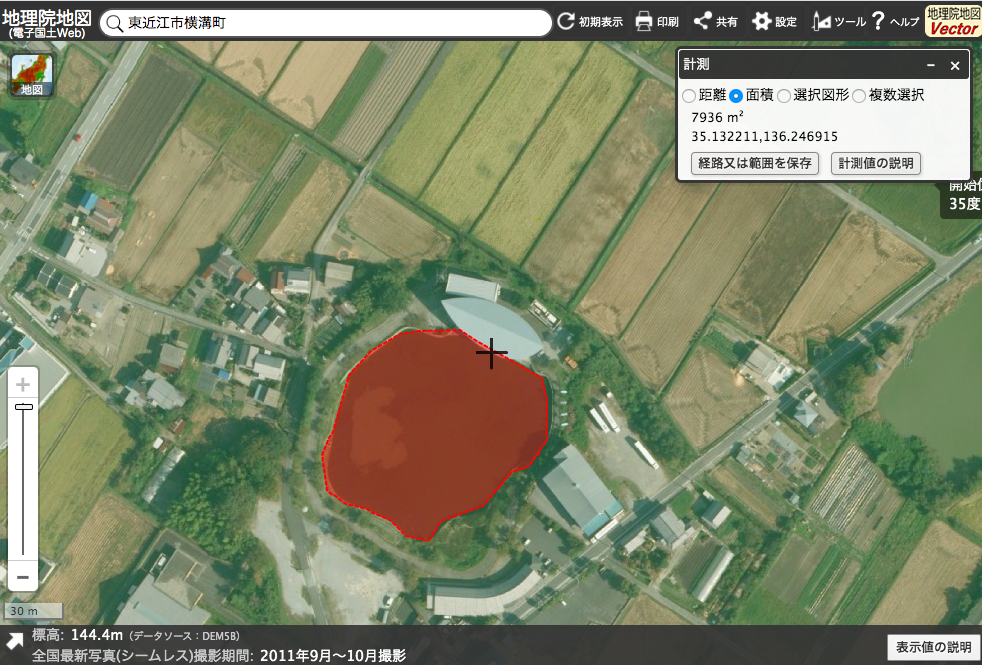 地理院地図
(電子国土Web)
東近江市横溝町
初期表示
印刷
共有
設定
ツール
? ヘルプ
地理院地図
Vector
地図
計測
距離 面積 選択図形 複数選択
7936 m²
35.132211,136.246915
経路又は範囲を保存 計測値の説明
35度
30 m
標高: 144.4m (データソース:DEM5B)
全国最新写真(シームレス)撮影期間: 2011年9月〜10月撮影
表示値の説明